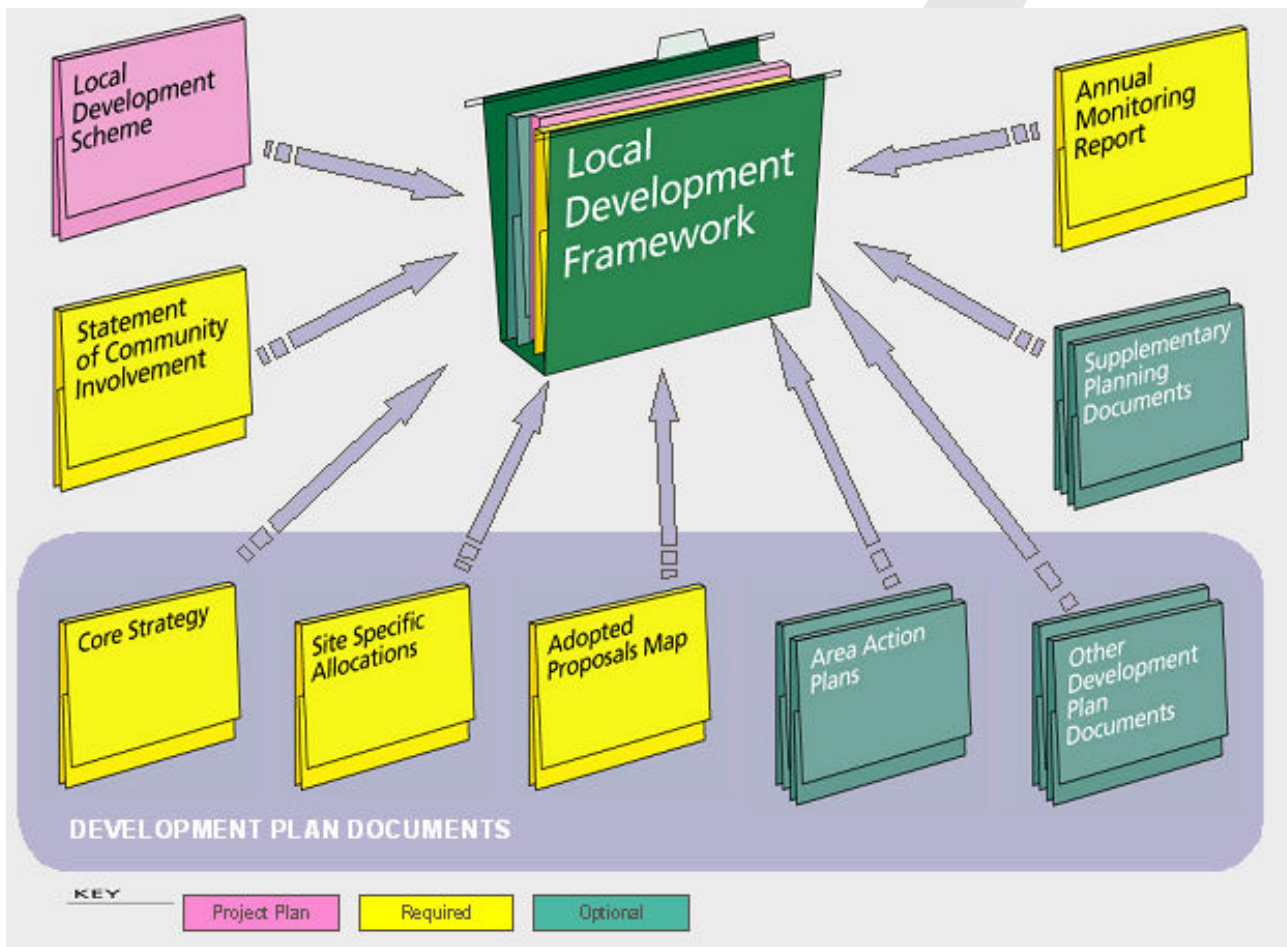 Local
Development
Scheme
Local
Development
Framework
Annual
Monitoring
Report
Statement
of Community
Involvement
Supplementary
Planning
Documents
Core Strategy
Site Specific
Allocations
Adopted
Proposals Map
Area Action
Plans
Other
Development
Plan
Documents
DEVELOPMENT PLAN DOCUMENTS
KEY
Project Plan
Required
Optional